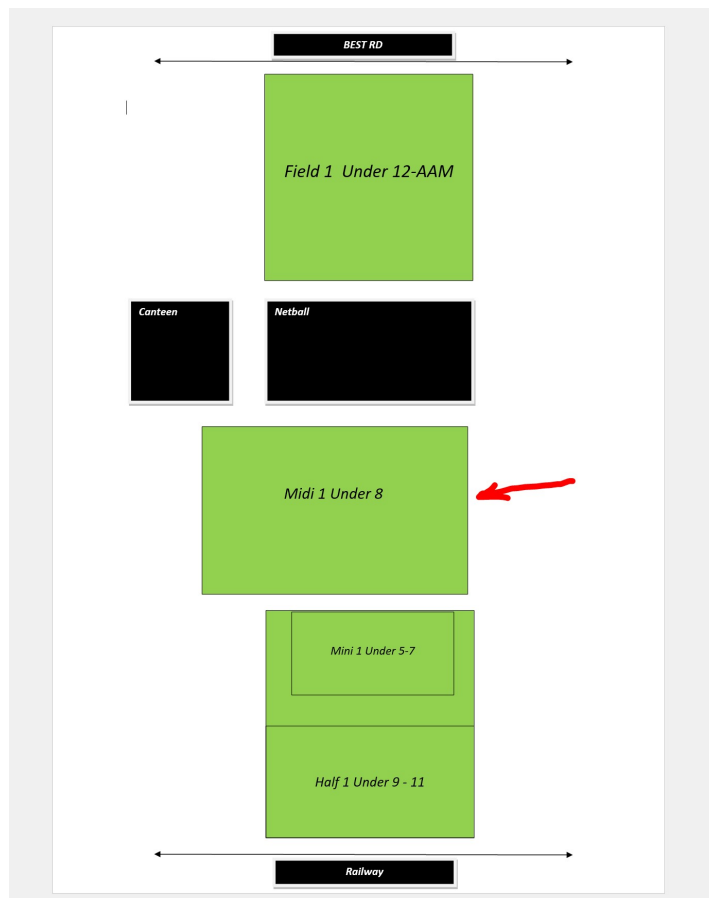 BEST RD
Field 1  Under 12-AAM
Canteen
Netball
Midi 1 Under 8
Mini 1 Under 5-7
Half 1 Under 9 - 11
Railway